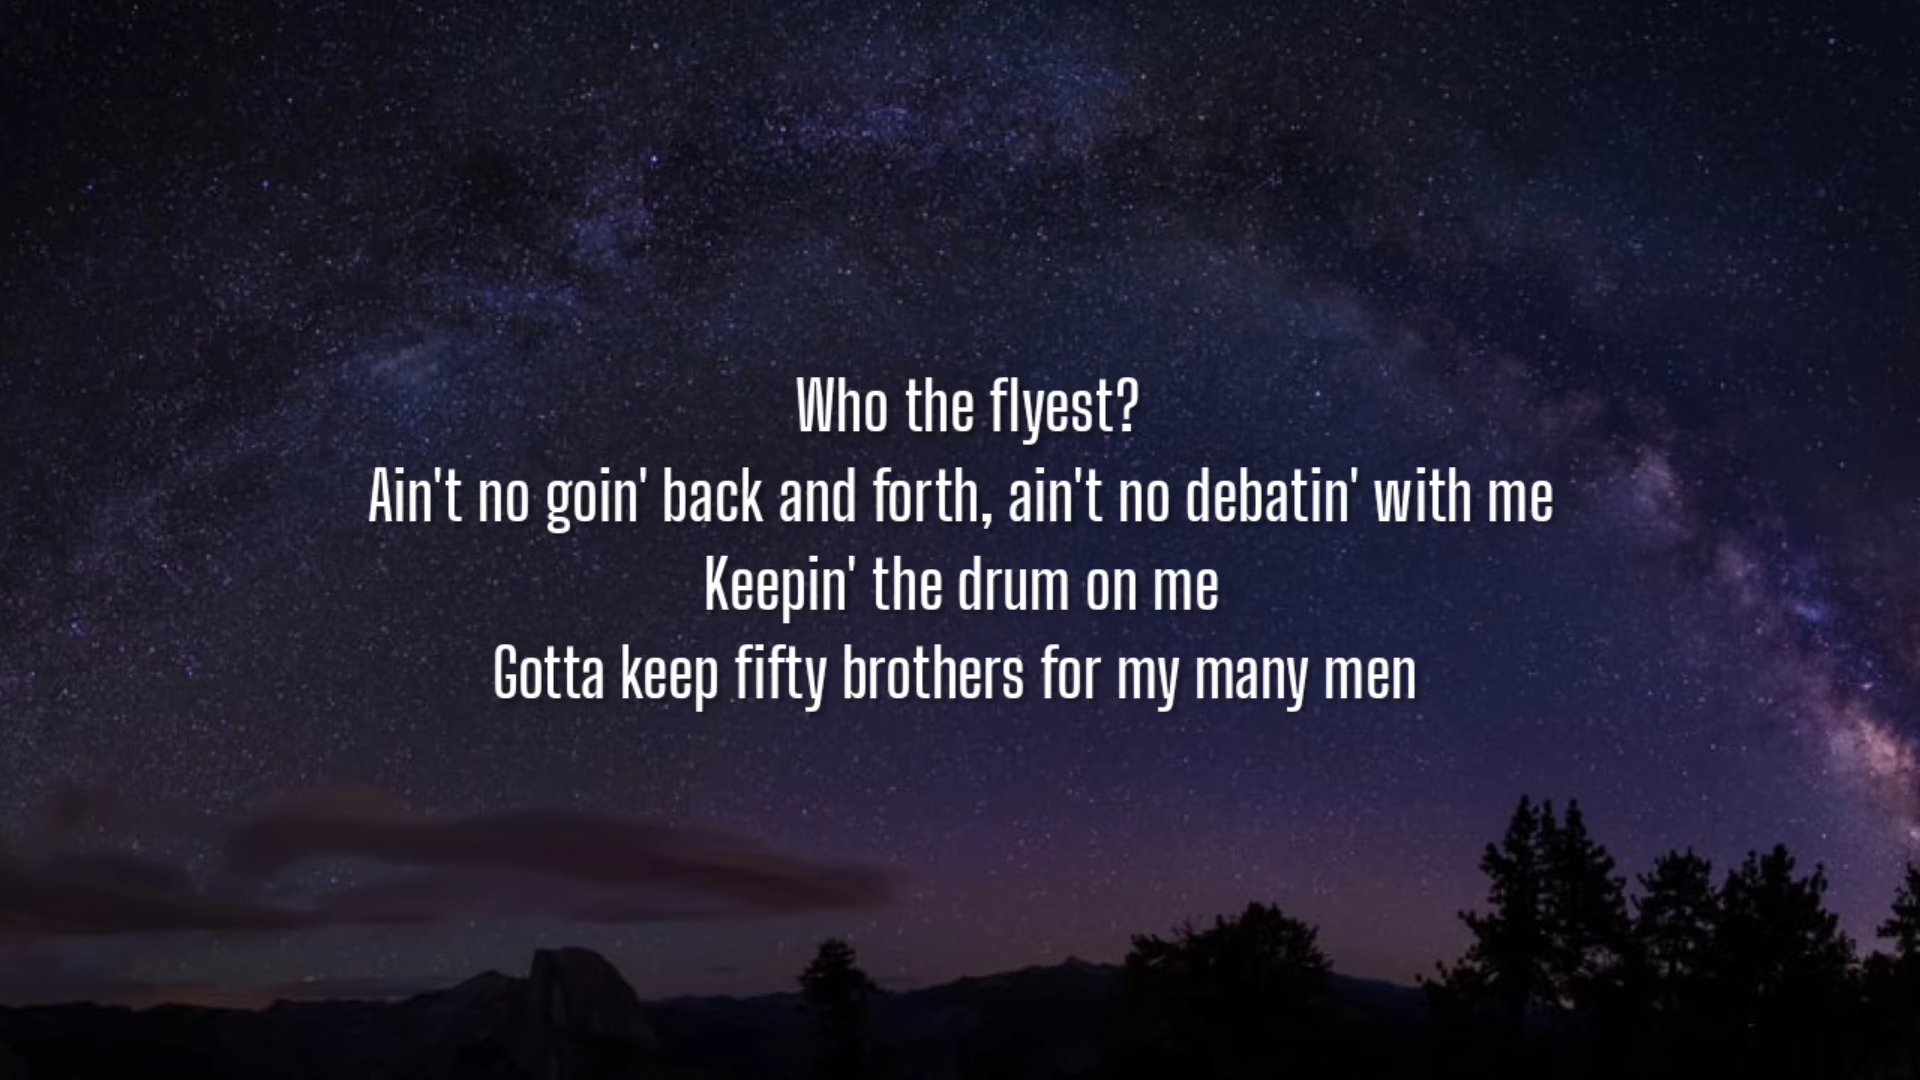 Who the flyest?
Ain't no goin' back and forth, ain't no debatin' with me
Keepin' the drum on me
Gotta keep fifty brothers for my many men